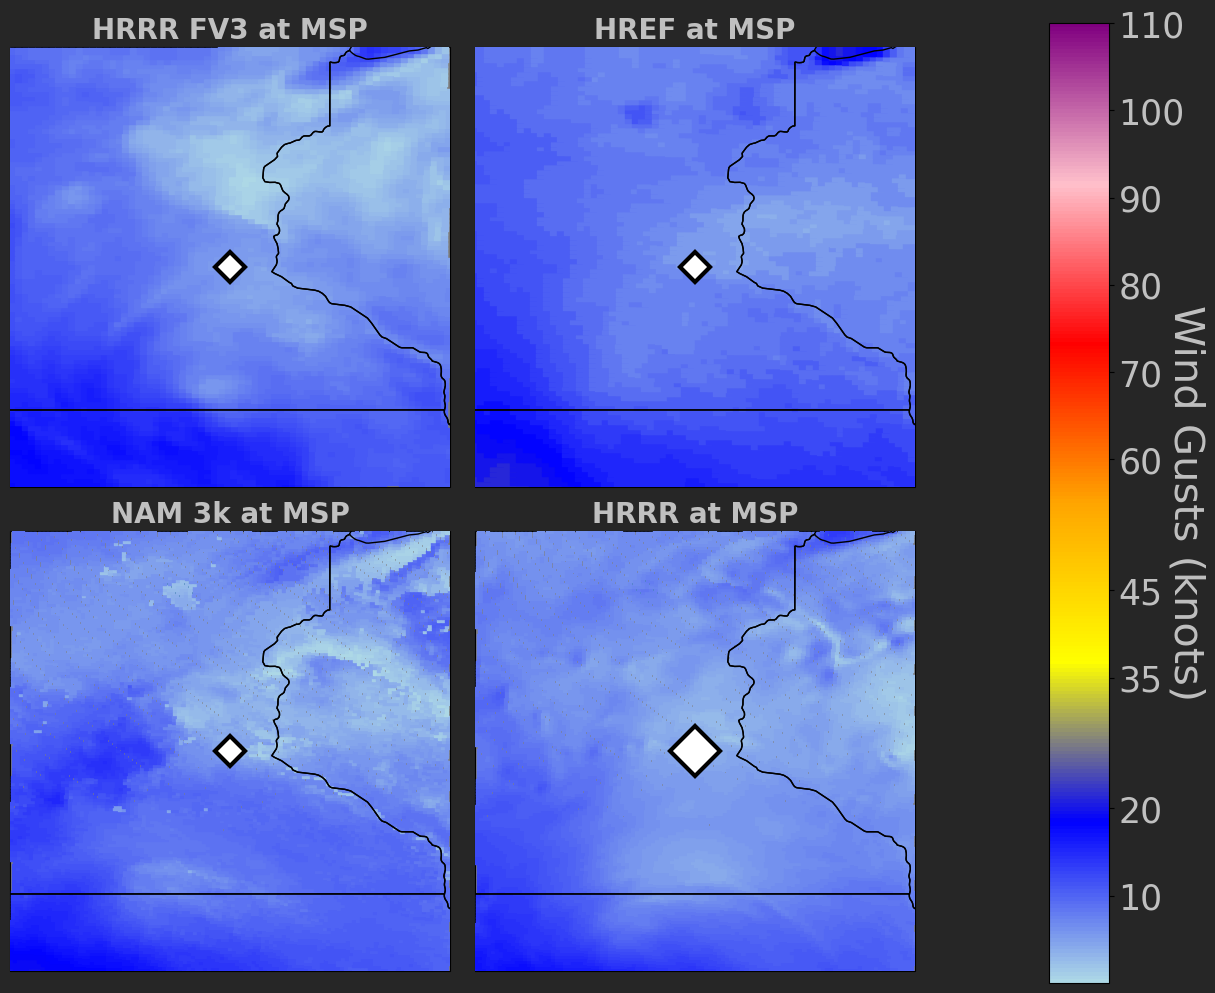 HRRR FV3 at MSP
HREF at MSP
NAM 3k at MSP
HRRR at MSP
110
100
90
80
70
60
45
35
20
10
Wind Gusts (knots)